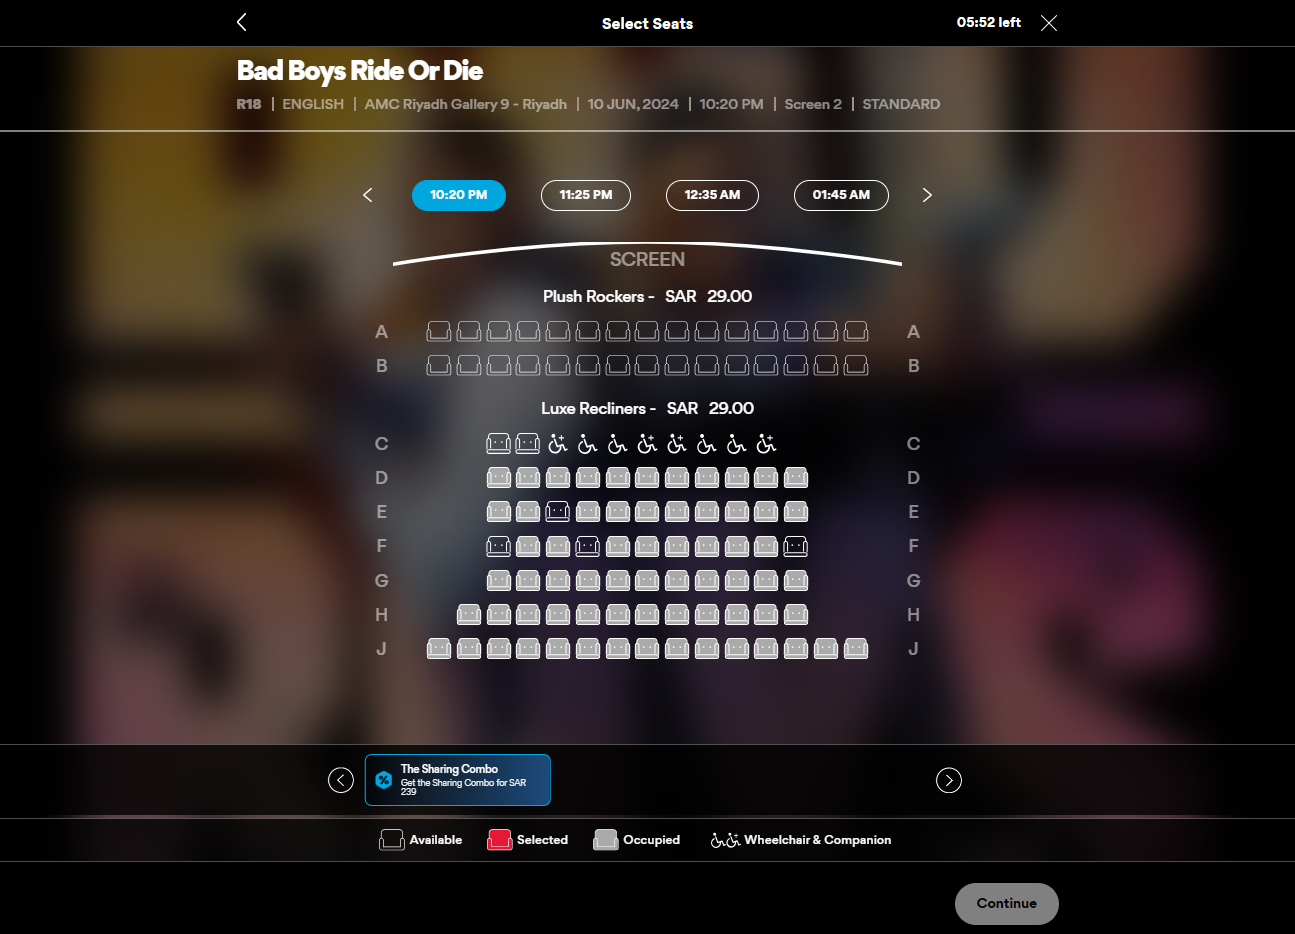 Select Seats
05:52 left
Bad Boys Ride Or Die
R18 | ENGLISH | AMC Riyadh Gallery 9 - Riyadh | 10 JUN, 2024 | 10:20 PM | Screen 2 | STANDARD
10:20 PM 11:25 PM 12:35 AM 01:45 AM
SCREEN
Plush Rockers - SAR 29.00
A A
B B
Luxe Recliners - SAR 29.00
C C
D D
E E
F F
G G
H H
J J
The Sharing Combo
Get the Sharing Combo for SAR
239
Available Selected Occupied Wheelchair & Companion
Continue